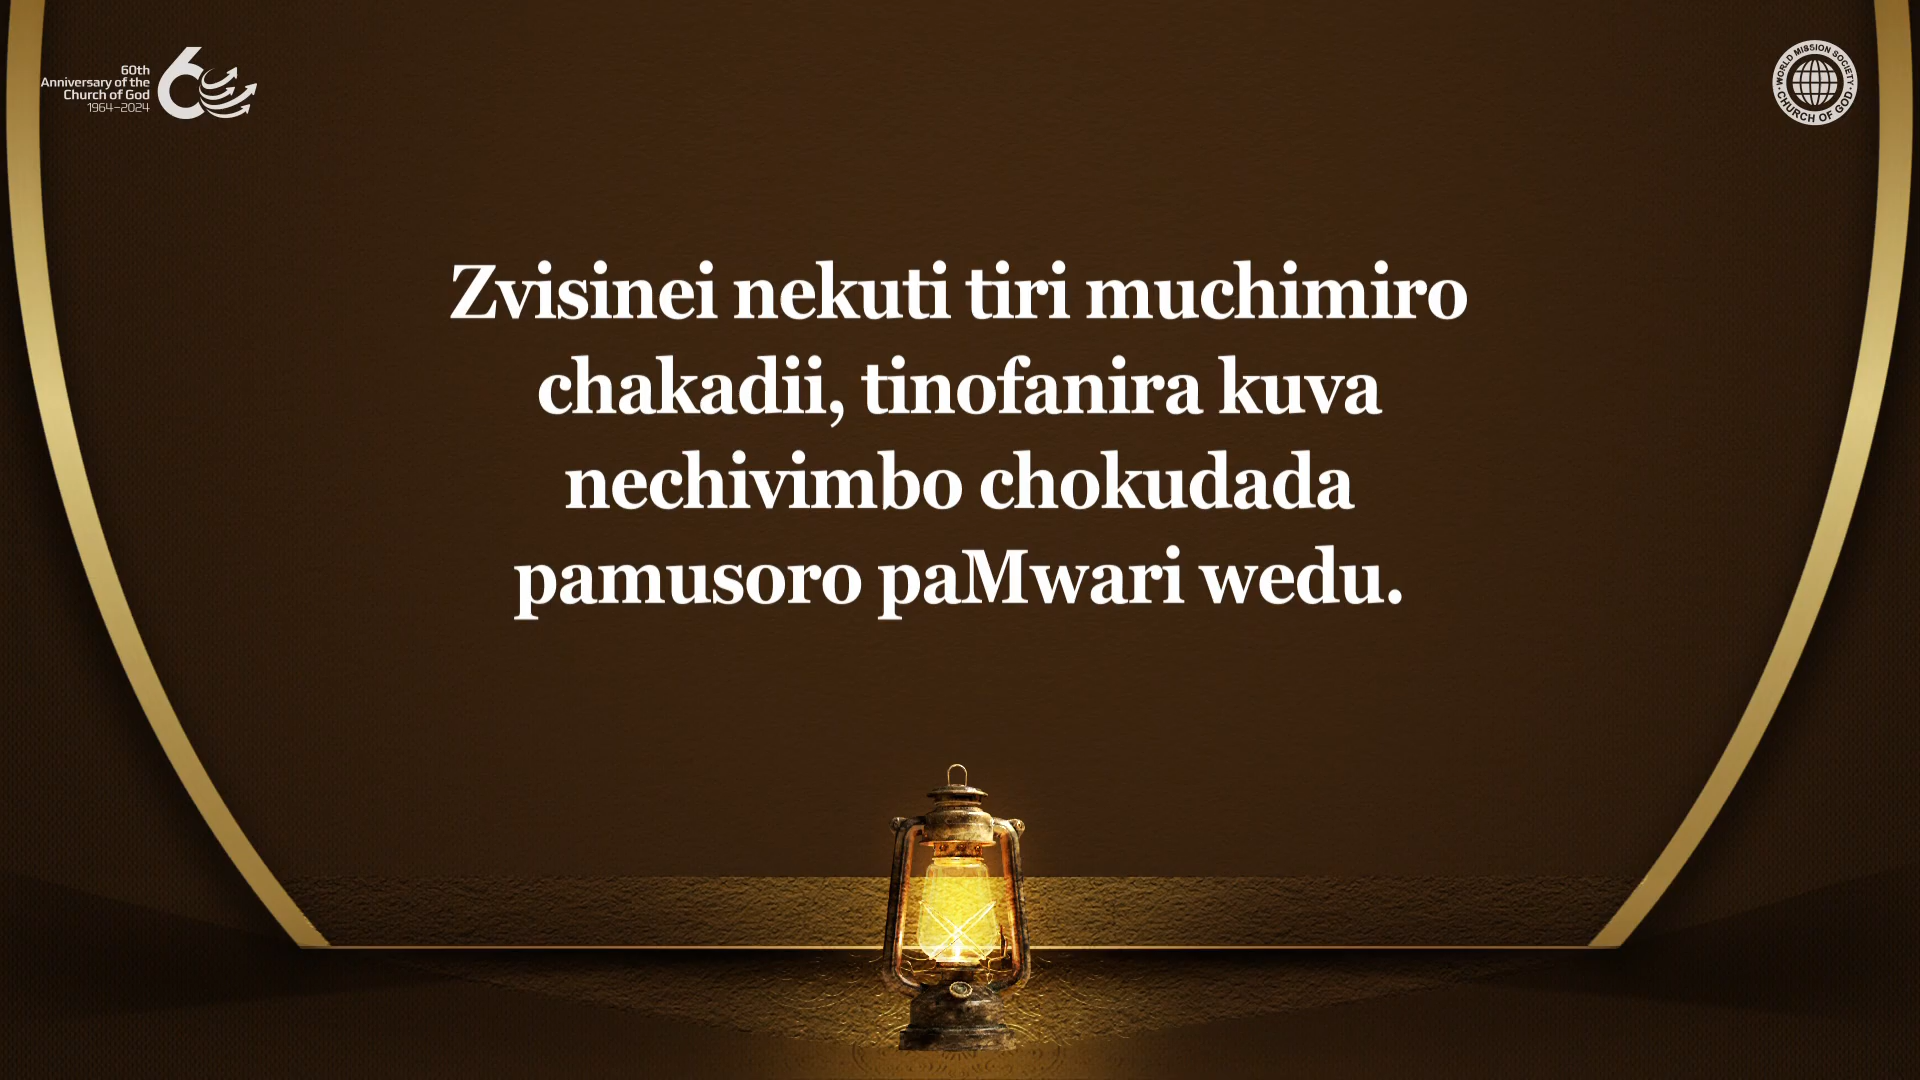 60th
Anniversary of the
Church of God
1964–2024
WORLD MISSION SOCIETY
CHURCH OF GOD
Zvisinei nekuti tiri muchimiro
chakadii, tinofanira kuva
nechivimbo chokudada
pamusoro paMwari wedu.